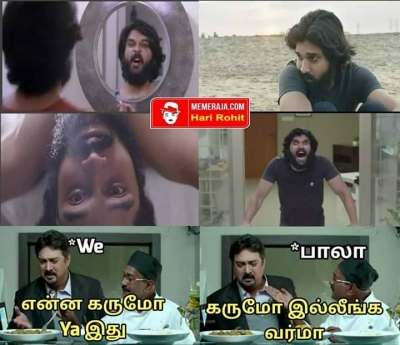 MEMERAJA.COM
Hari Rohit
*We
*பாலா
என்ன கருமோ
Ya இது
கருமோ இல்லீங்க
வர்மா